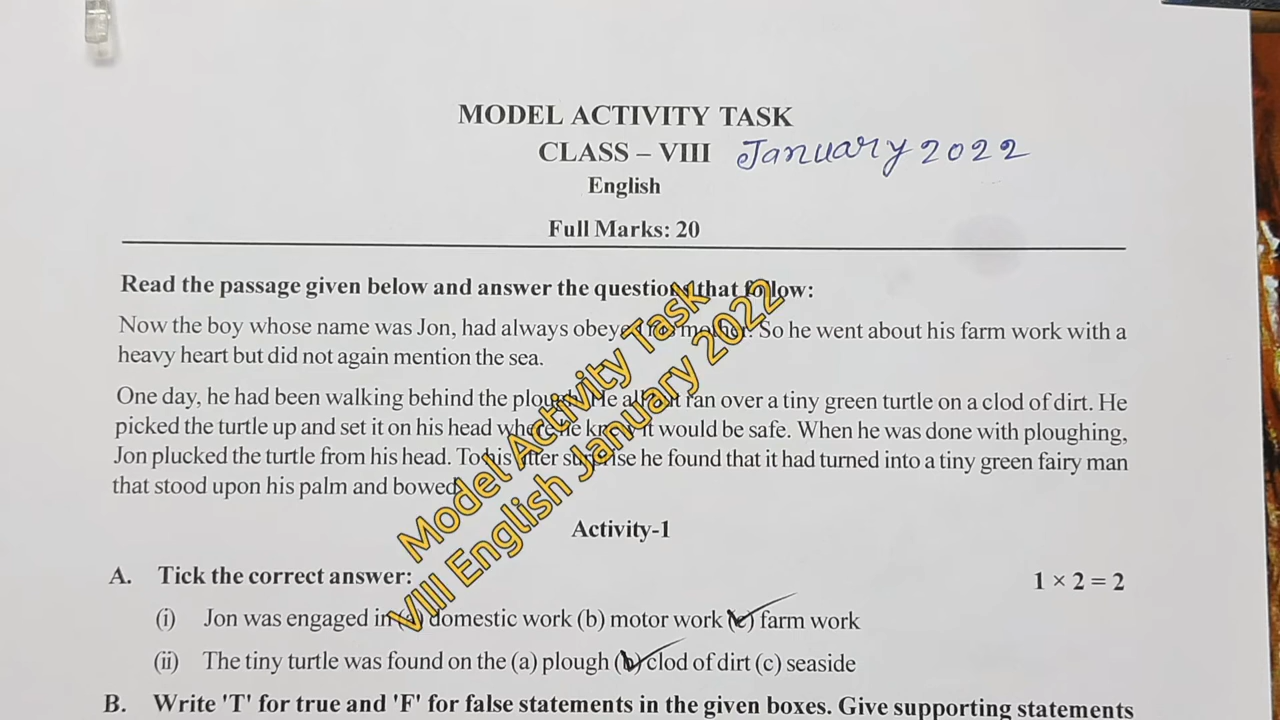 MODEL ACTIVITY TASK
CLASS – VIII January 2022
English
Full Marks: 20
Read the passage given below and answer the questions that follow:
Now the boy whose name was Jon, had always obeyed his mother. So he went about his farm work with a
heavy heart but did not again mention the sea.
One day, he had been walking behind the plough. He almost ran over a tiny green turtle on a clod of dirt. He
picked the turtle up and set it on his head where he knew it would be safe. When he was done with ploughing,
Jon plucked the turtle from his head. To his utter surprise he found that it had turned into a tiny green fairy man
that stood upon his palm and bowed.
Model Activity Task
VIII English January 2022
Activity-1
A. Tick the correct answer: 1 × 2 = 2
(i) Jon was engaged in (a) domestic work (b) motor work (c) farm work
(ii) The tiny turtle was found on the (a) plough (b) clod of dirt (c) seaside
B. Write 'T' for true and 'F' for false statements in the given boxes. Give supporting statements